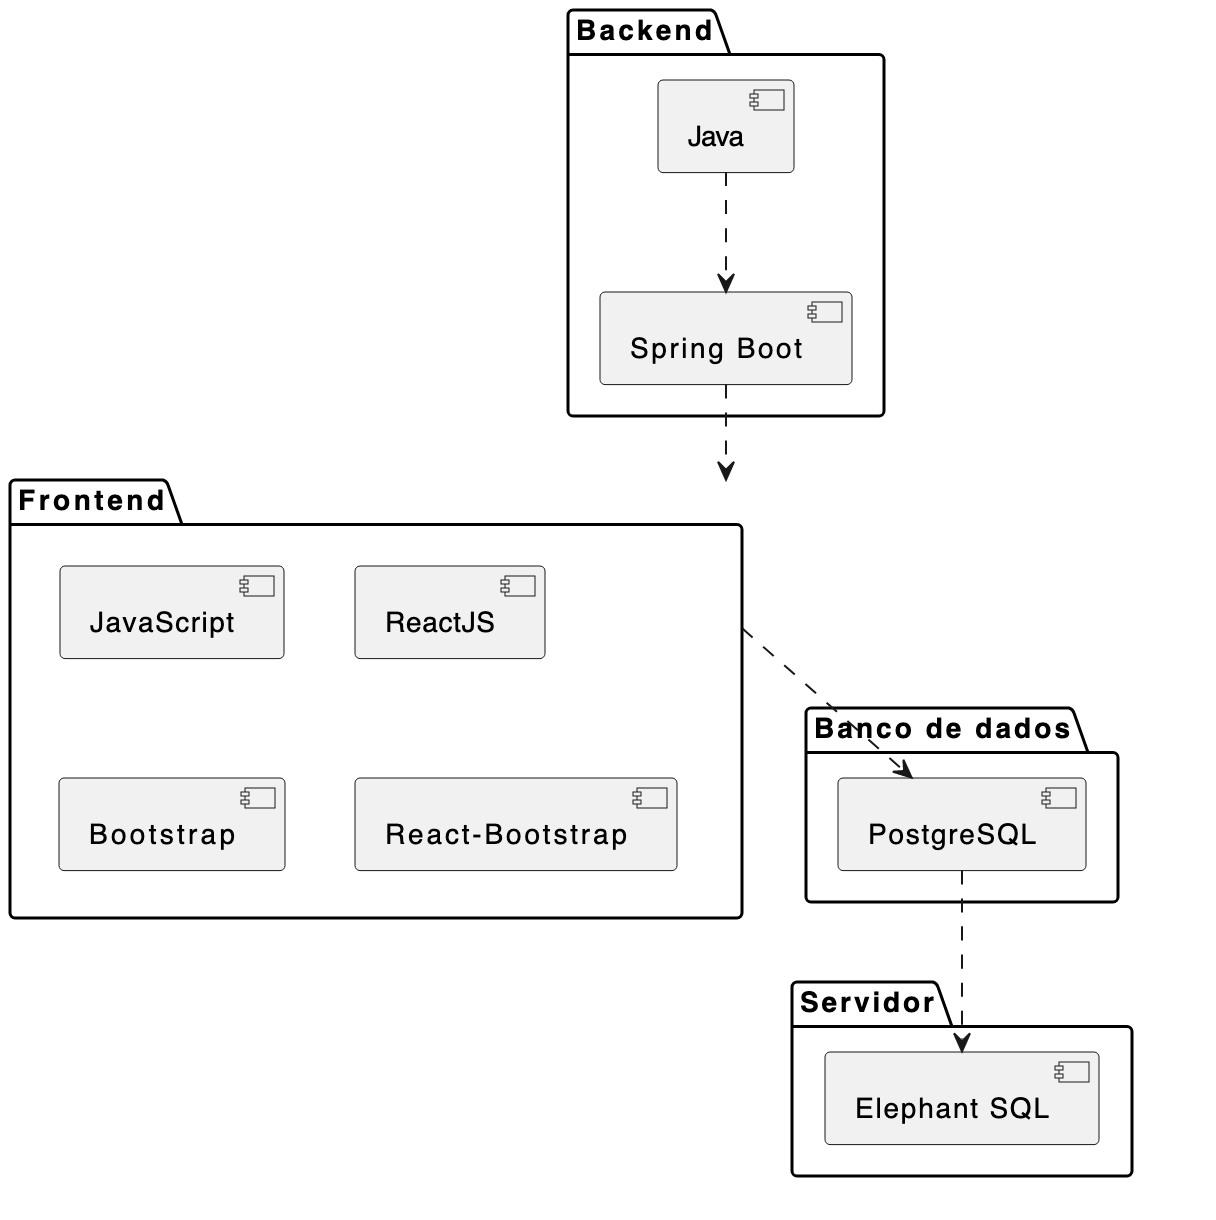 Backend
Java
Spring Boot
Frontend
JavaScript
ReactJS
Bootstrap
React-Bootstrap
Banco de dados
PostgreSQL
Servidor
Elephant SQL